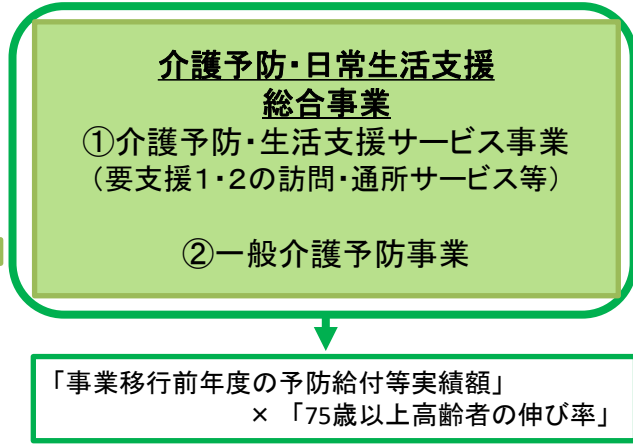 介護予防・日常生活支援
総合事業
①介護予防・生活支援サービス事業
（要支援１・２の訪問・通所サービス等）
②一般介護予防事業
「事業移行前年度の予防給付等実績額」
×「75歳以上高齢者の伸び率」